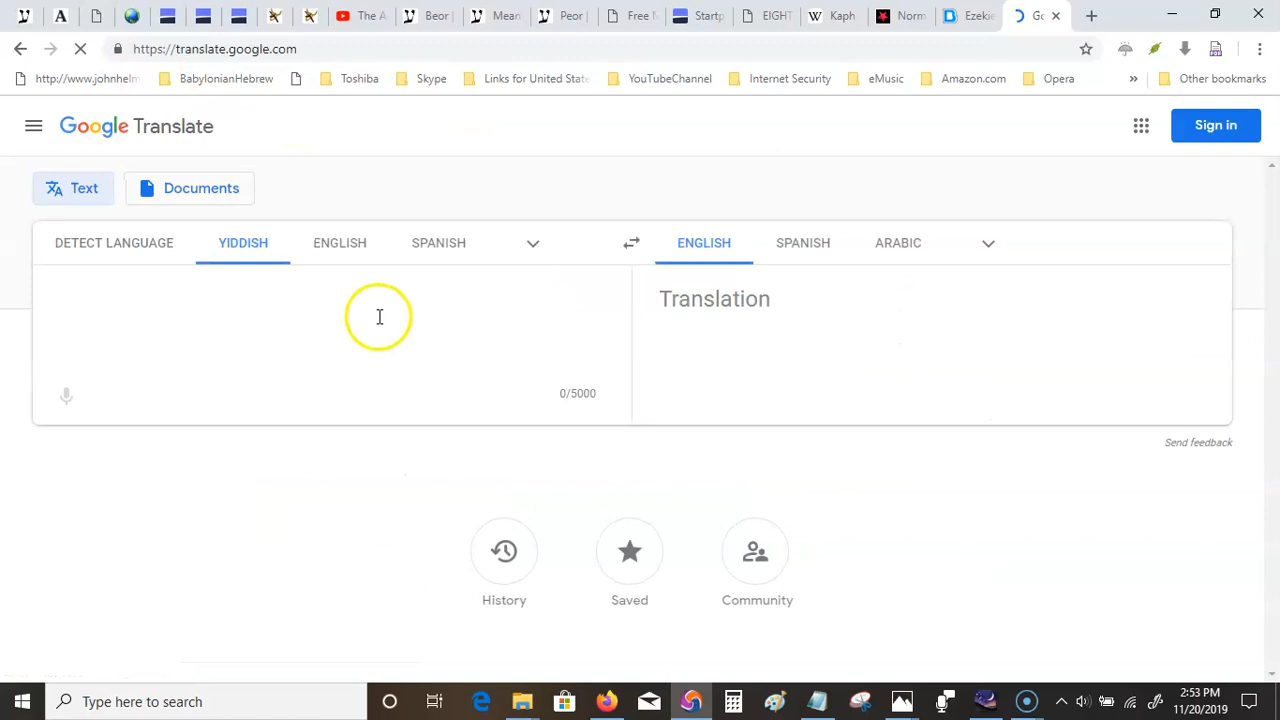 The A
Beor
Mean
Peor
Free D
Startp
EIGHT
Kaph
Norm
Ezekie
Go
https://translate.google.com
http://www.johnhelm
BabylonianHebrew
Toshiba
Skype
Links for United Stat
YouTubeChannel
Internet Security
eMusic
Amazon.com
Opera
»
Other bookmarks
Google Translate
Sign in
Text
Documents
DETECT LANGUAGE
YIDDISH
ENGLISH
SPANISH
ENGLISH
SPANISH
ARABIC
Translation
0/5000
Send feedback
History
Saved
Community
Type here to search
2:53 PM
11/20/2019